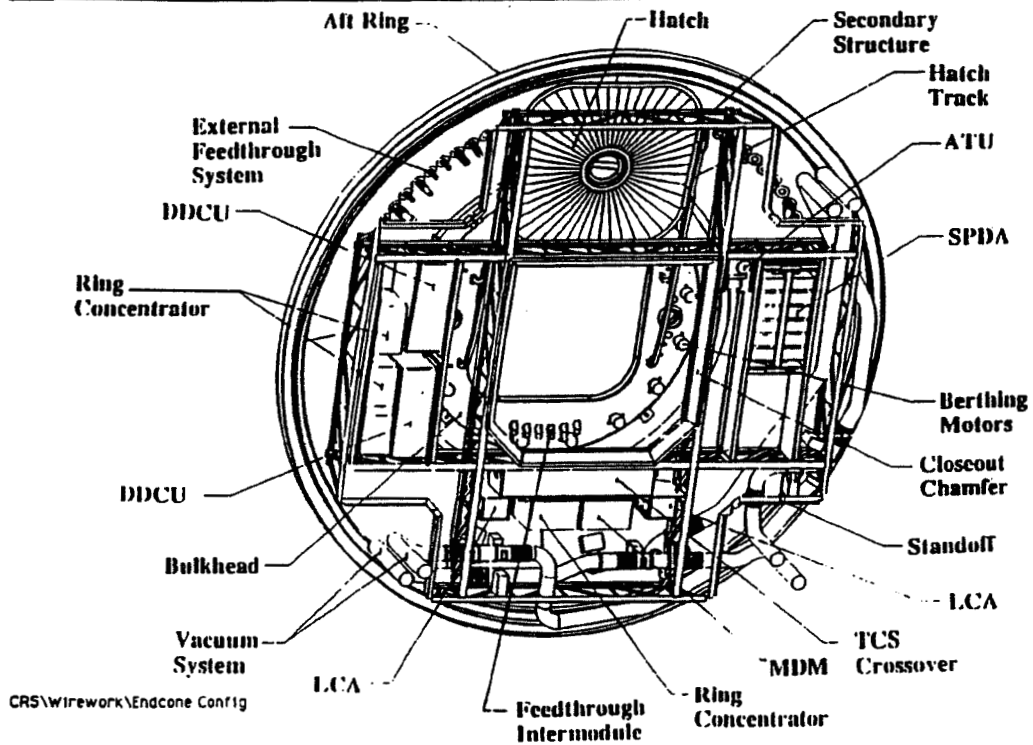 Aft Ring
Hatch
Secondary
Structure
Hatch
Track
External
Feedthrough
System
ATU
DDCU
SPDA
Ring
Concentrator
Berthing
Motors
Closeout
Chamfer
DDCU
Standoff
Bulkhead
LCA
Vacuum
System
TCS
Crossover
MDM
LCA
Ring
Concentrator
Feedthrough
Intermodule
CRS\Wirework\Endcone Config